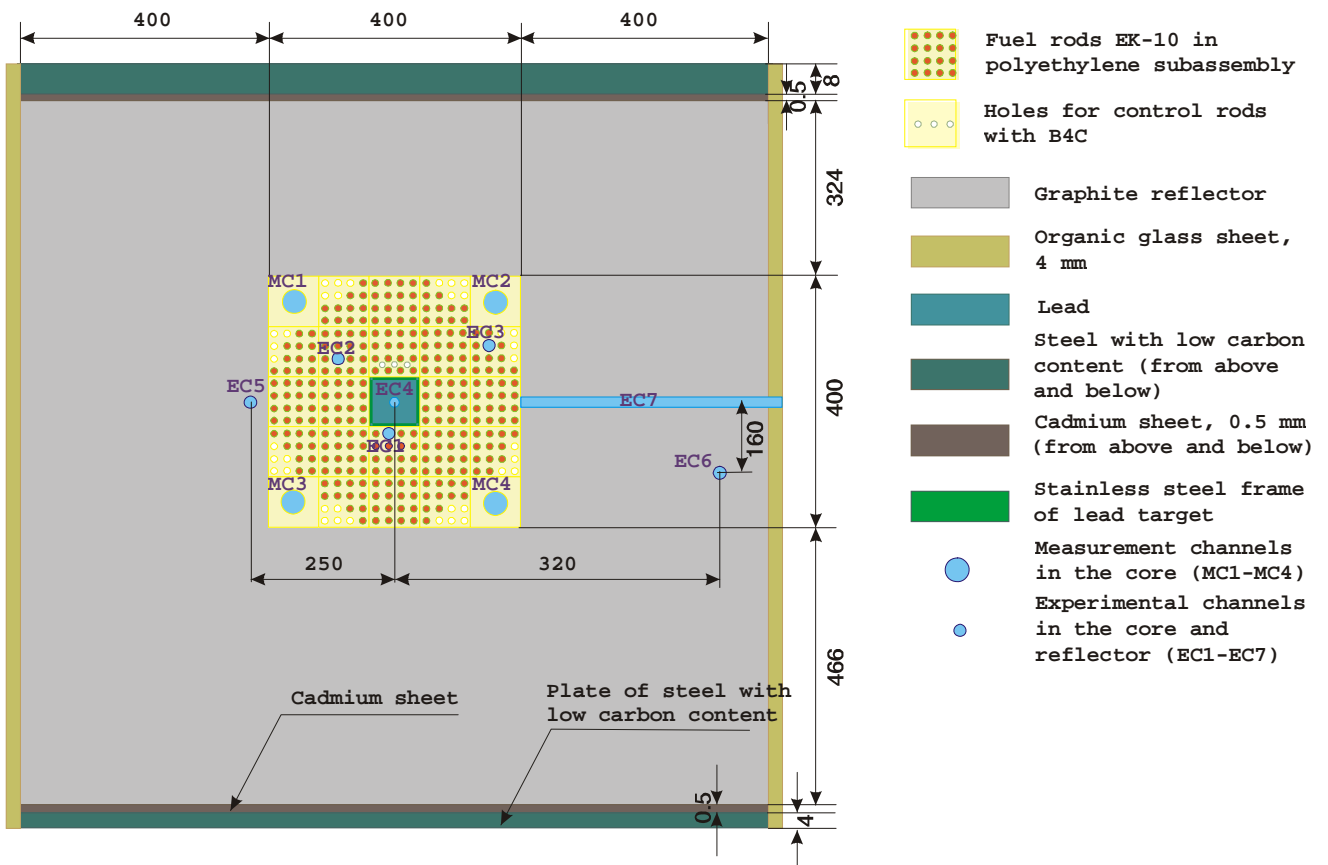 400 400 400
Fuel rods EK-10 in
polyethylene subassembly
8
0.5
Holes for control rods
with B4C
324
Graphite reflector
Organic glass sheet,
4 mm
MC1 MC2
Lead
EC3
EC2
Steel with low carbon
content (from above
and below)
EC5 EC4 EC7
400
EC1
160
EC6
Cadmium sheet, 0.5 mm
(from above and below)
MC3 MC4
Stainless steel frame
of lead target
250 320
Measurement channels
in the core (MC1-MC4)
Experimental channels
in the core and
reflector (EC1-EC7)
466
Cadmium sheet
Plate of steel with
low carbon content
0.5
4